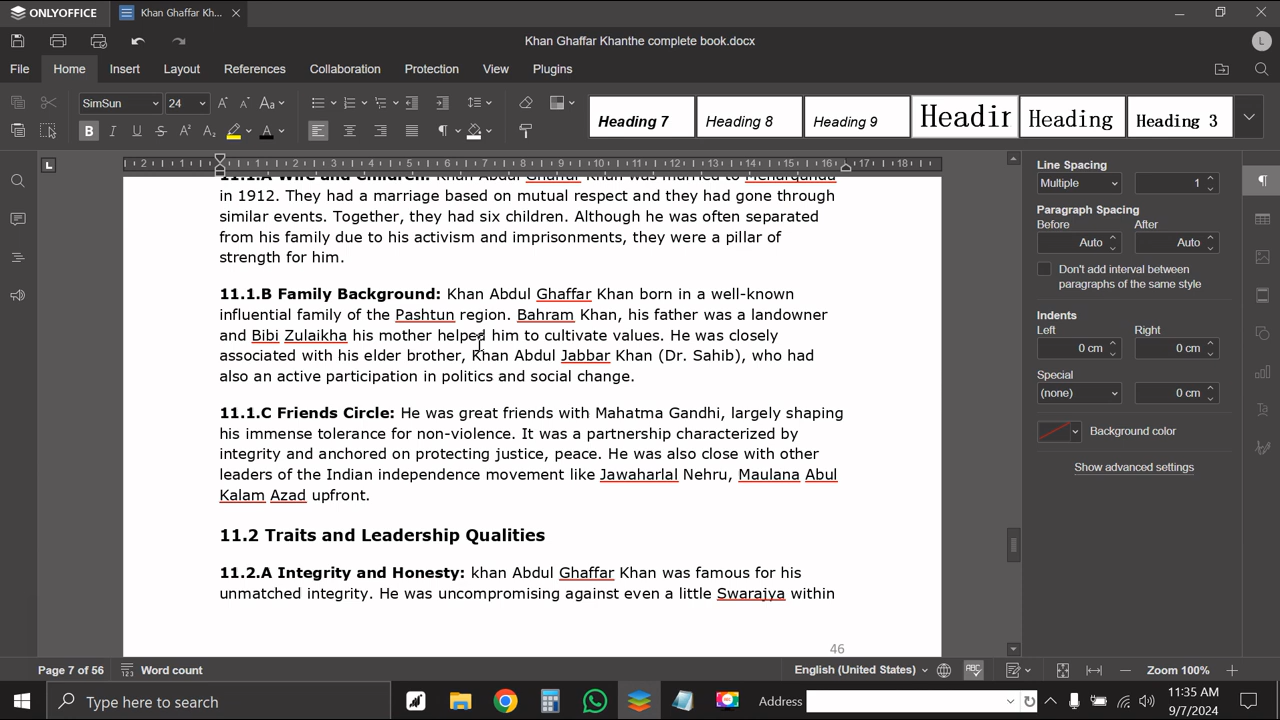 ONLYOFFICE
Khan Ghaffar Kh...
Khan Ghaffar Khanthe complete book.docx
L
File Home Insert Layout References Collaboration Protection View Plugins
SimSun 24
Heading 7
Heading 8
Heading 9
Headir
Heading
Heading 3
11.1.A Wife and Children: Khan Abdul Ghaffar Khan was married to Meharqanda
in 1912. They had a marriage based on mutual respect and they had gone through
similar events. Together, they had six children. Although he was often separated
from his family due to his activism and imprisonments, they were a pillar of
strength for him.
11.1.B Family Background: Khan Abdul Ghaffar Khan born in a well-known
influential family of the Pashtun region. Bahram Khan, his father was a landowner
and Bibi Zulaikha his mother helped him to cultivate values. He was closely
associated with his elder brother, Khan Abdul Jabbar Khan (Dr. Sahib), who had
also an active participation in politics and social change.
11.1.C Friends Circle: He was great friends with Mahatma Gandhi, largely shaping
his immense tolerance for non-violence. It was a partnership characterized by
integrity and anchored on protecting justice, peace. He was also close with other
leaders of the Indian independence movement like Jawaharlal Nehru, Maulana Abul
Kalam Azad upfront.
11.2 Traits and Leadership Qualities
11.2.A Integrity and Honesty: khan Abdul Ghaffar Khan was famous for his
unmatched integrity. He was uncompromising against even a little Swarajya within
46
Line Spacing
Multiple 1
Paragraph Spacing
Before After
Auto Auto
Don't add interval between
paragraphs of the same style
Indents
Left Right
0 cm 0 cm
Special
(none) 0 cm
Background color
Show advanced settings
Page 7 of 56 Word count English (United States) Zoom 100%
Type here to search Address 11:35 AM
9/7/2024